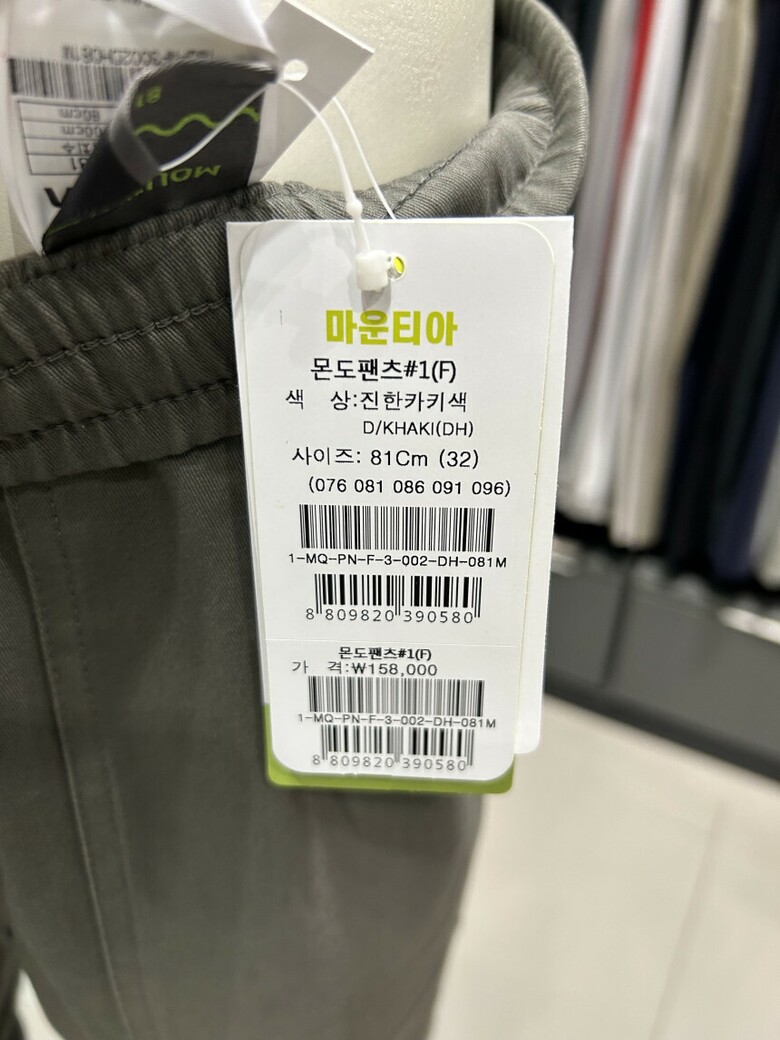 마운티아
몬도팬츠#1(F)
색 상:진한카키색
D/KHAKI(DH)
사이즈: 81Cm (32)
(076 081 086 091 096)
1-MQ-PN-F-3-002-DH-081M
8 809820 390580
몬도팬츠#1(F)
가 격:₩158,000
1-MQ-PN-F-3-002-DH-081M
8 809820 390580
81